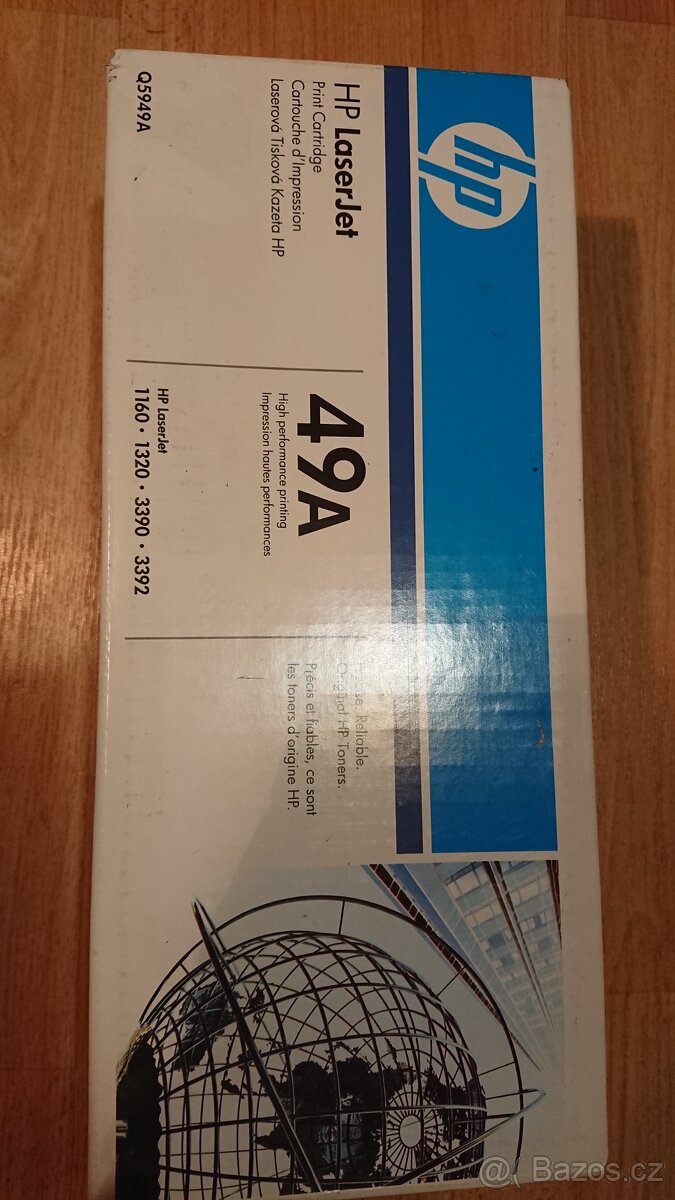 hp
HP LaserJet
Print Cartridge
Cartouche d'Impression
Laserová Tisková Kazeta HP
Q5949A
49A
High performance printing
Impression hautes performances
HP LaserJet
1160 • 1320 • 3390 • 3392
Reliable.
Original HP Toners.
Précis et fiables, ce sont
les toners d'origine HP.
@ Bazos.cz